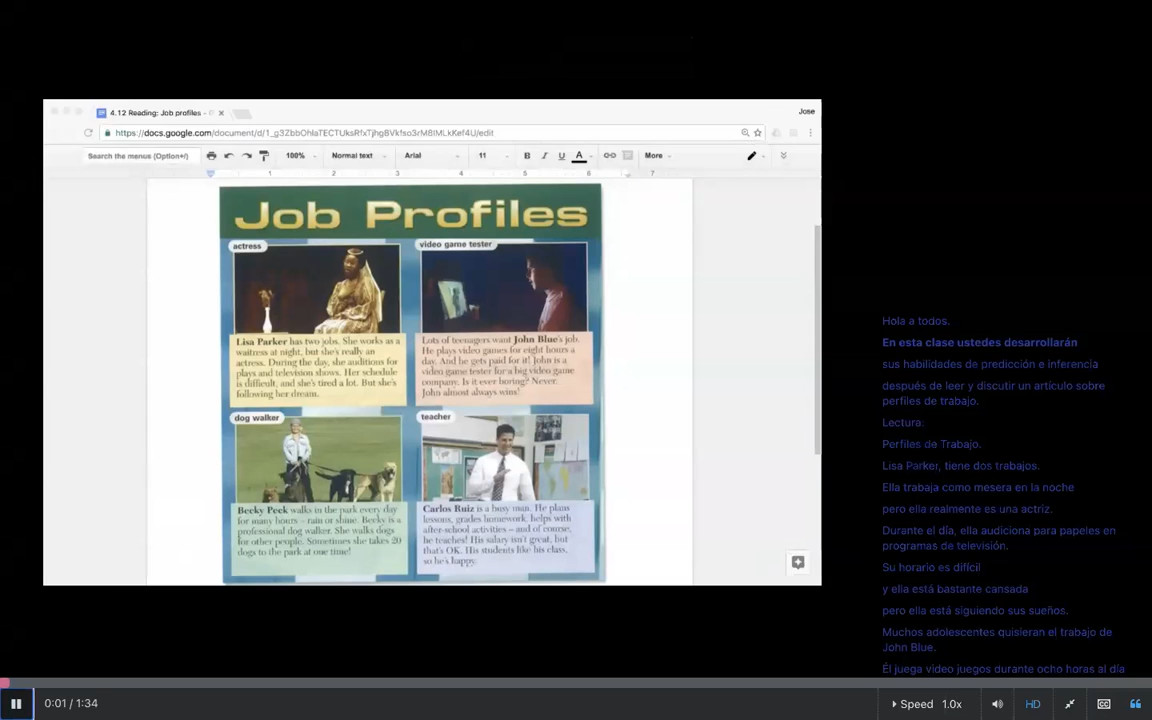 4.12 Reading: Job profiles -
Jose
https://docs.google.com/document/d/1_g3ZbbOhlaTECTUksRfxTjhg8Vkfso3rM8IMLkKef4U/edit
Search the menus (Option+/)
100%
Normal text
Arial
11
B I U A
More
1 2 3 4 5 6 7
Job Profiles
actress
Lisa Parker has two jobs. She works as a
waitress at night, but she's really an
actress. During the day, she auditions for
plays and television shows. Her schedule
is difficult, and she's tired a lot. But she's
following her dream.
video game tester
Lots of teenagers want John Blue's job.
He plays video games for eight hours a
day. And he gets paid for it! John is a
video game tester for a big video game
company. Is it ever boring? Never.
John almost always wins!
dog walker
Becky Peck walks in the park every day
for many hours – rain or shine. Becky is a
professional dog walker. She walks dogs
for other people. Sometimes she takes 20
dogs to the park at one time!
teacher
Carlos Ruiz is a busy man. He plans
lessons, grades homework, helps with
after-school activities – and of course,
he teaches! His salary isn't great, but
that's OK. His students like his class,
so he's happy.
Hola a todos.
En esta clase ustedes desarrollarán
sus habilidades de predicción e inferencia
después de leer y discutir un artículo sobre
perfiles de trabajo.
Lectura:
Perfiles de Trabajo.
Lisa Parker, tiene dos trabajos.
Ella trabaja como mesera en la noche
pero ella realmente es una actriz.
Durante el día, ella audiciona para papeles en
programas de televisión.
Su horario es difícil
y ella está bastante cansada
pero ella está siguiendo sus sueños.
Muchos adolescentes quisieran el trabajo de
John Blue.
Él juega video juegos durante ocho horas al día
0:01 / 1:34
Speed 1.0x
HD
CC